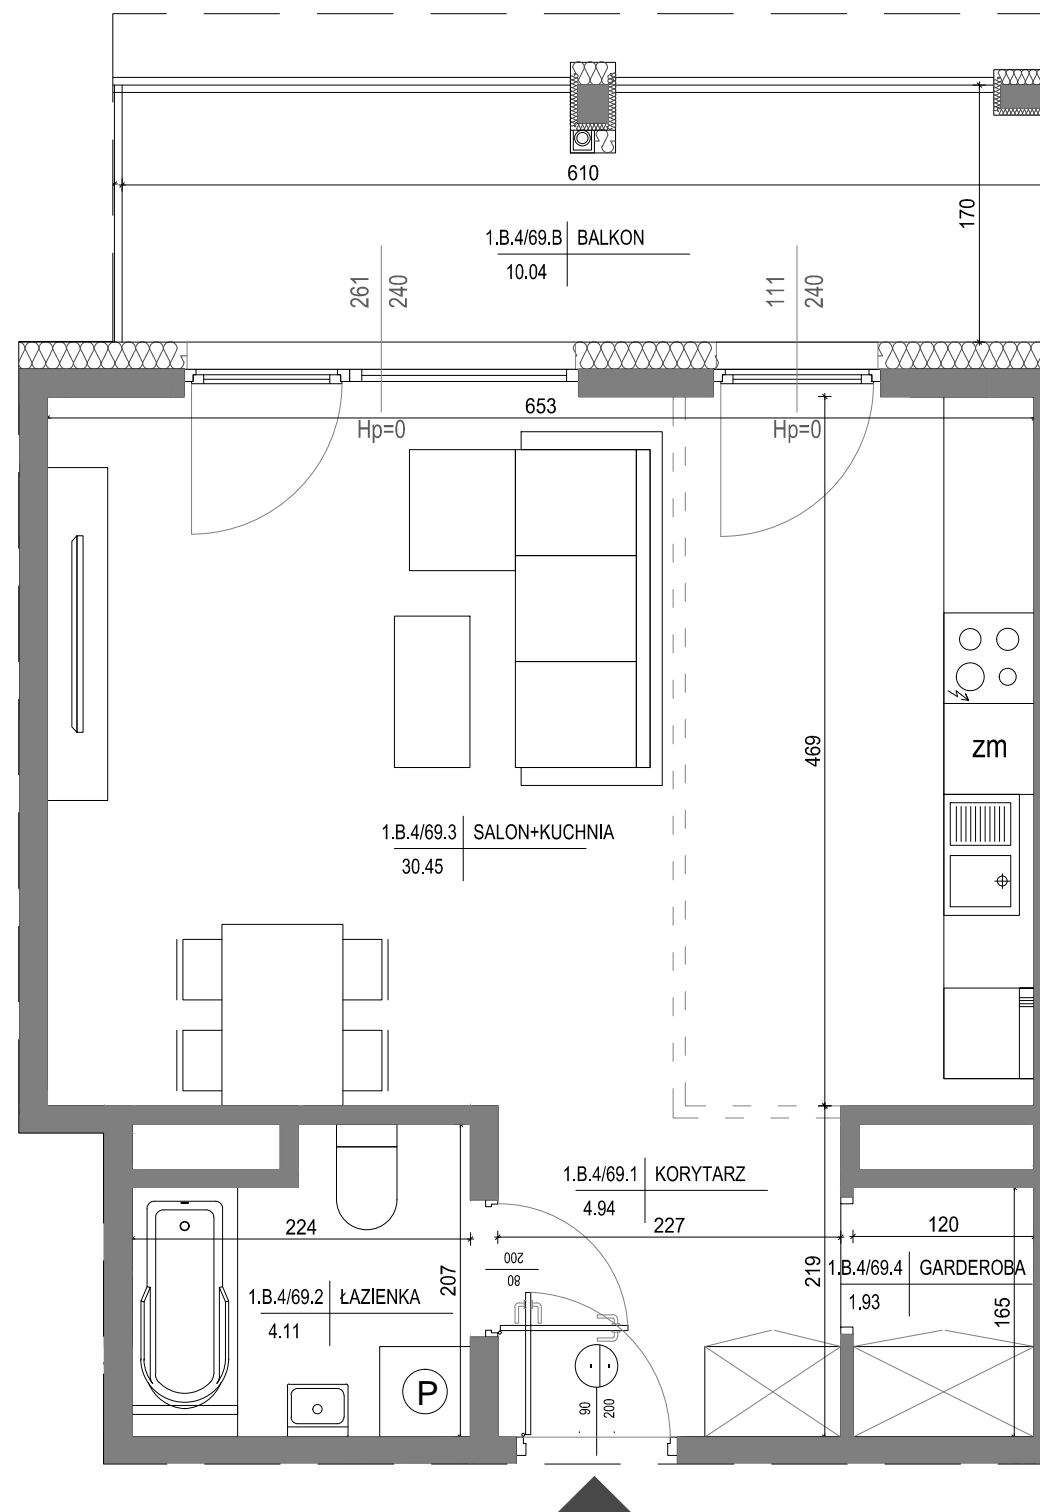 610
170
1.B.4/69.B BALKON
10.04
261
240
111
240
653
Hp=0
Hp=0
469
zm
1.B.4/69.3 SALON+KUCHNIA
30.45
1.B.4/69.1 KORYTARZ
4.94
224
227
120
207
200
80
219
1.B.4/69.4 GARDEROBA
1.93
165
1.B.4/69.2 ŁAZIENKA
4.11
P
90
200